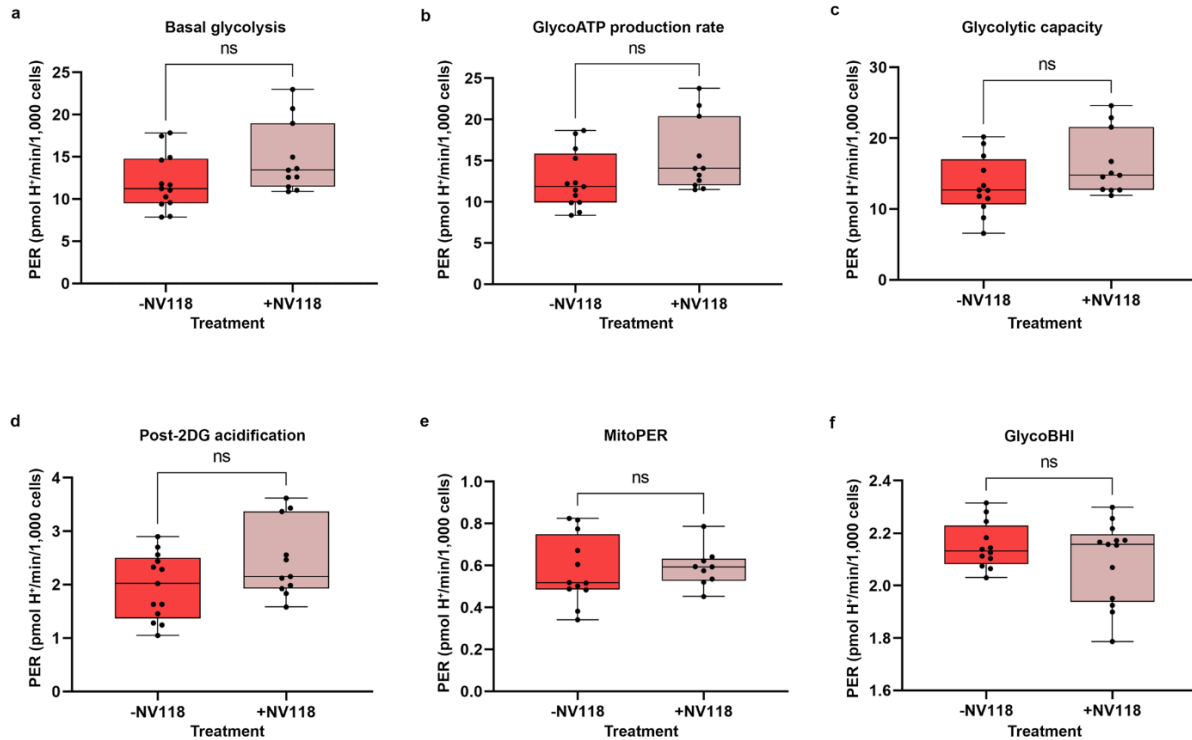 a
Basal glycolysis
ns
PER (pmol H⁺/min/1,000 cells)
25
20
15
10
5
0
-NV118
+NV118
Treatment
b
GlycoATP production rate
ns
PER (pmol H⁺/min/1,000 cells)
25
20
15
10
5
0
-NV118
+NV118
Treatment
c
Glycolytic capacity
ns
PER (pmol H⁺/min/1,000 cells)
30
20
10
0
-NV118
+NV118
Treatment
d
Post-2DG acidification
ns
PER (pmol H⁺/min/1,000 cells)
4
3
2
1
0
-NV118
+NV118
Treatment
e
MitoPER
ns
PER (pmol H⁺/min/1,000 cells)
1.0
0.8
0.6
0.4
0.2
0.0
-NV118
+NV118
Treatment
f
GlycoBHI
ns
PER (pmol H⁺/min/1,000 cells)
2.4
2.2
2.0
1.8
1.6
-NV118
+NV118
Treatment